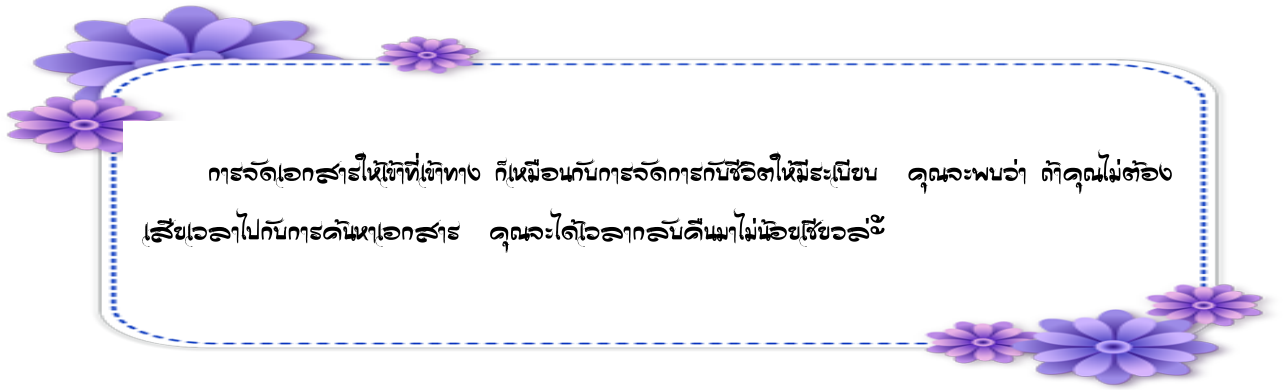 การจัดเอกสารให้เข้าที่เข้าทาง ก็เหมือนกับการจัดการกับชีวิตให้มีระเบียบ คุณจะพบว่า ถ้าคุณไม่ต้อง
เสียเวลาไปกับการค้นหาเอกสาร คุณจะได้เวลากลับคืนมาไม่น้อยเชียวล่ะ